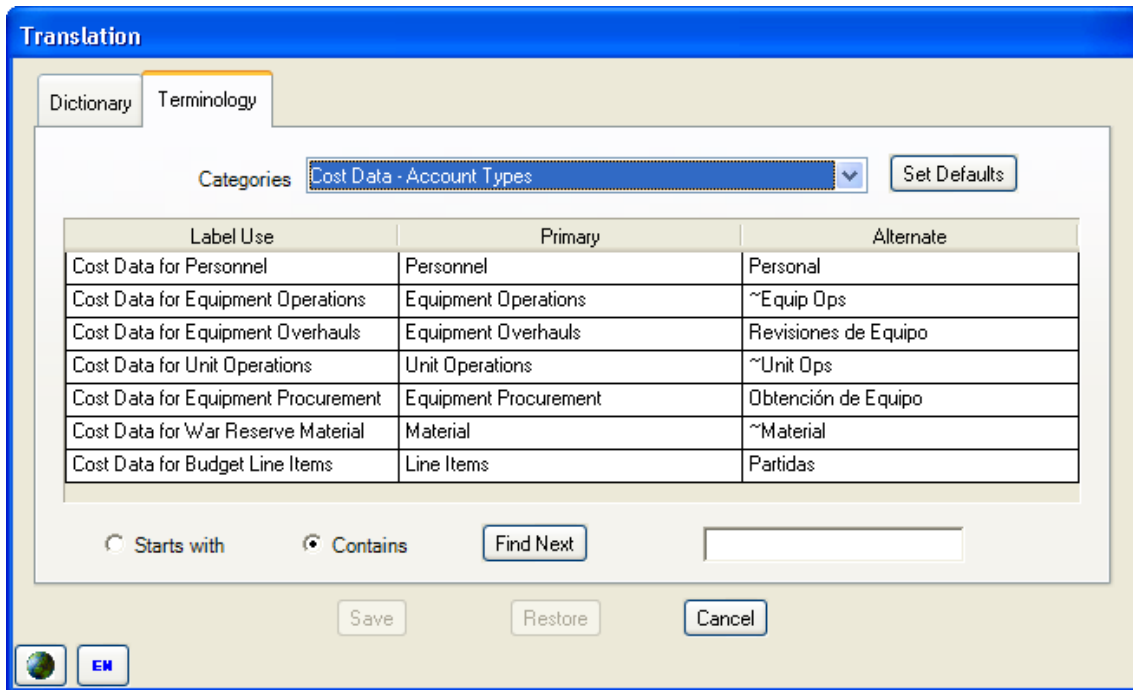 Translation
Dictionary Terminology
Categories Cost Data - Account Types Set Defaults
Label Use Primary Alternate
Cost Data for Personnel Personnel Personal
Cost Data for Equipment Operations Equipment Operations ~Equip Ops
Cost Data for Equipment Overhauls Equipment Overhauls Revisiones de Equipo
Cost Data for Unit Operations Unit Operations ~Unit Ops
Cost Data for Equipment Procurement Equipment Procurement Obtención de Equipo
Cost Data for War Reserve Material Material ~Material
Cost Data for Budget Line Items Line Items Partidas
Starts with Contains Find Next
Save Restore Cancel
EN